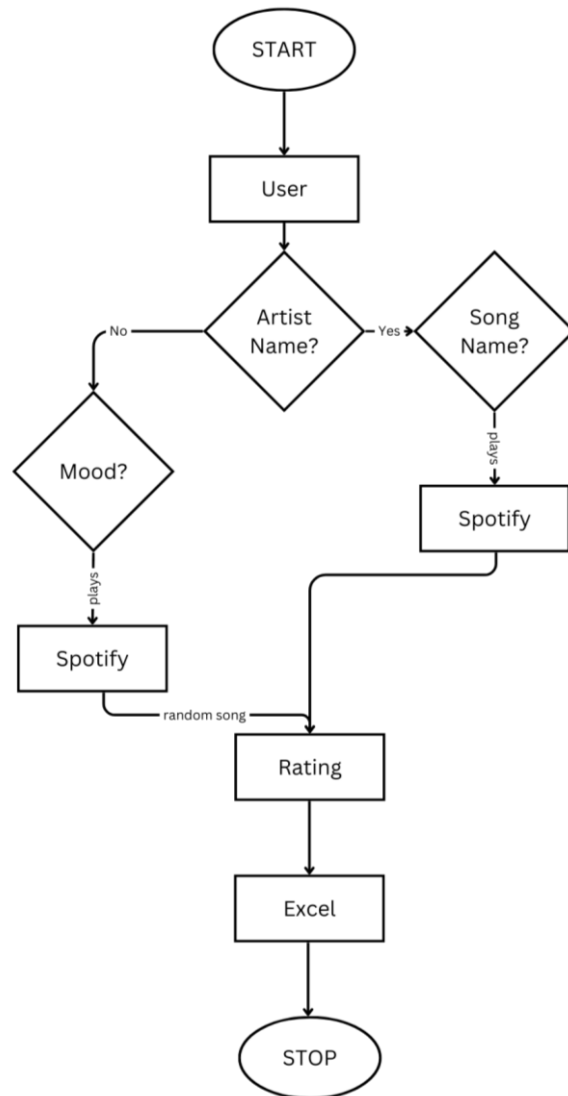 START
User
Artist
Name?
No
Yes
Song
Name?
Mood?
plays
Spotify
plays
Spotify
random song
Rating
Excel
STOP